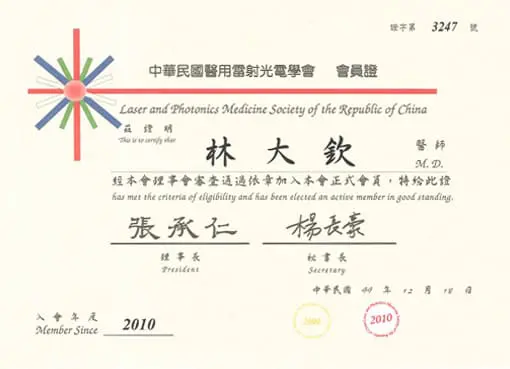 證字第 3247 號
中華民國醫用雷射光電學會 會員證
Laser and Photonics Medicine Society of the Republic of China
茲證明
This is to certify that
林大欽
醫師
M.D.
經本會理事會審查通過依章加入本會正式會員,特給此證
has met the criteria of eligibility and has been elected an active member in good standing.
張承仁 楊長豪
理事長 秘書長
President Secretary
中華民國 99 年 12 月 18 日
入會年度
Member Since 2010
2010